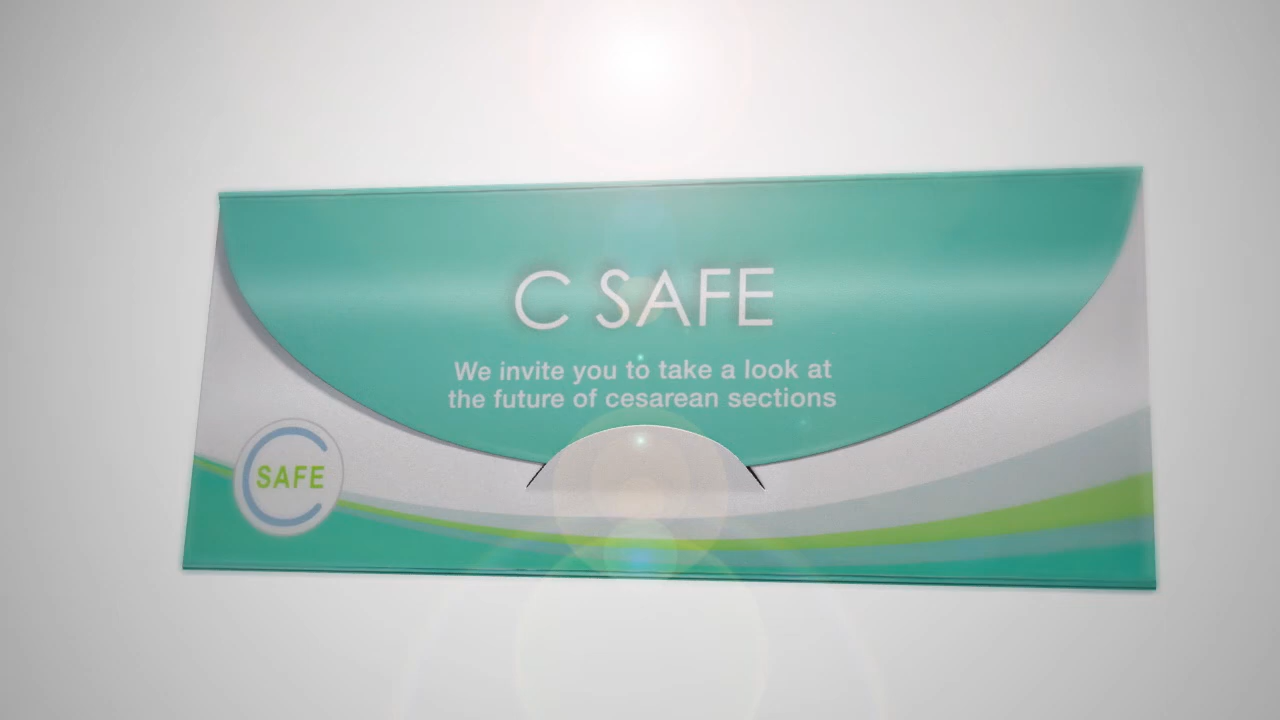 C SAFE
We invite you to take a look at
the future of cesarean sections
SAFE